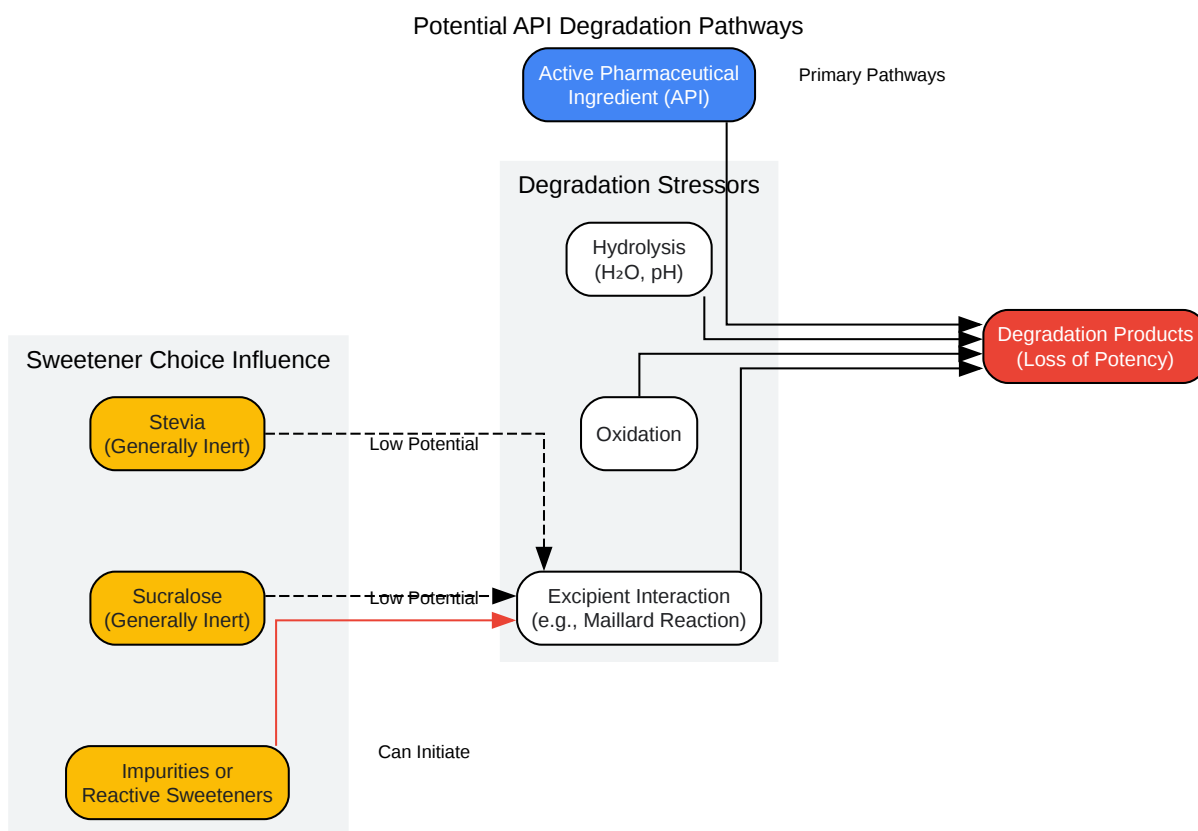 Potential API Degradation Pathways
Active Pharmaceutical
Ingredient (API)
Primary Pathways
Degradation Stressors
Hydrolysis
(H₂O, pH)
Degradation Products
(Loss of Potency)
Sweetener Choice Influence
Stevia
(Generally Inert)
Low Potential
Oxidation
Sucralose
(Generally Inert)
Low Potential
Excipient Interaction
(e.g., Maillard Reaction)
Can Initiate
Impurities or
Reactive Sweeteners